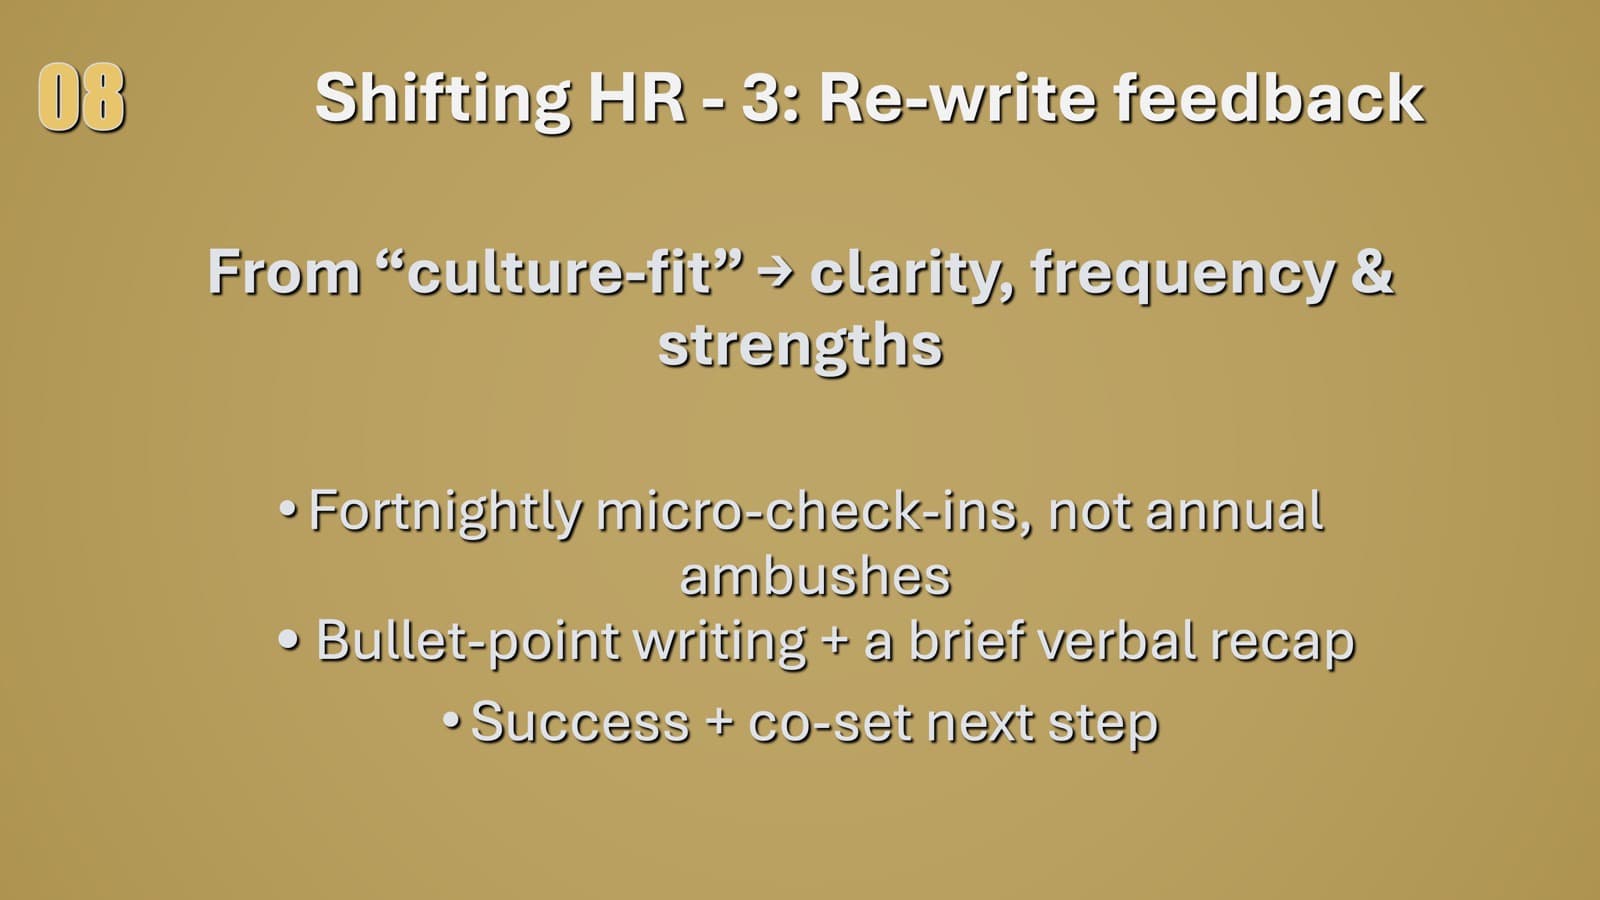 08
Shifting HR - 3: Re-write feedback
From “culture-fit” → clarity, frequency &
strengths
• Fortnightly micro-check-ins, not annual
ambushes
• Bullet-point writing + a brief verbal recap
• Success + co-set next step